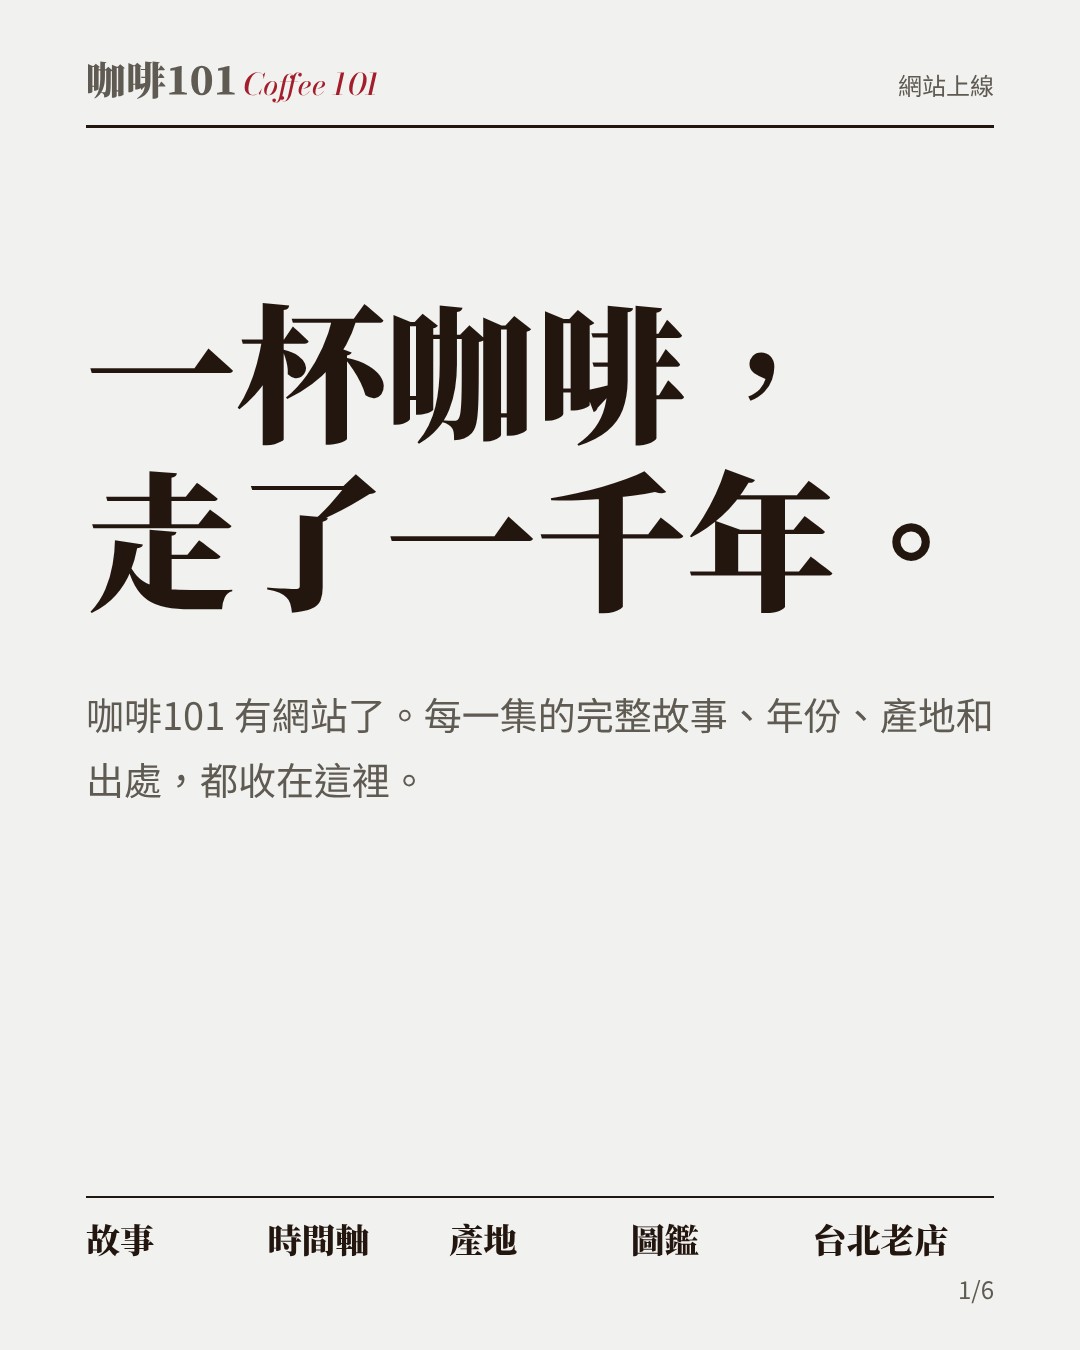 咖啡101 Coffee 101
網站上線
一杯咖啡，
走了一千年。
咖啡101 有網站了。每一集的完整故事、年份、產地和
出處，都收在這裡。
故事 時間軸 產地 圖鑑 台北老店
1/6